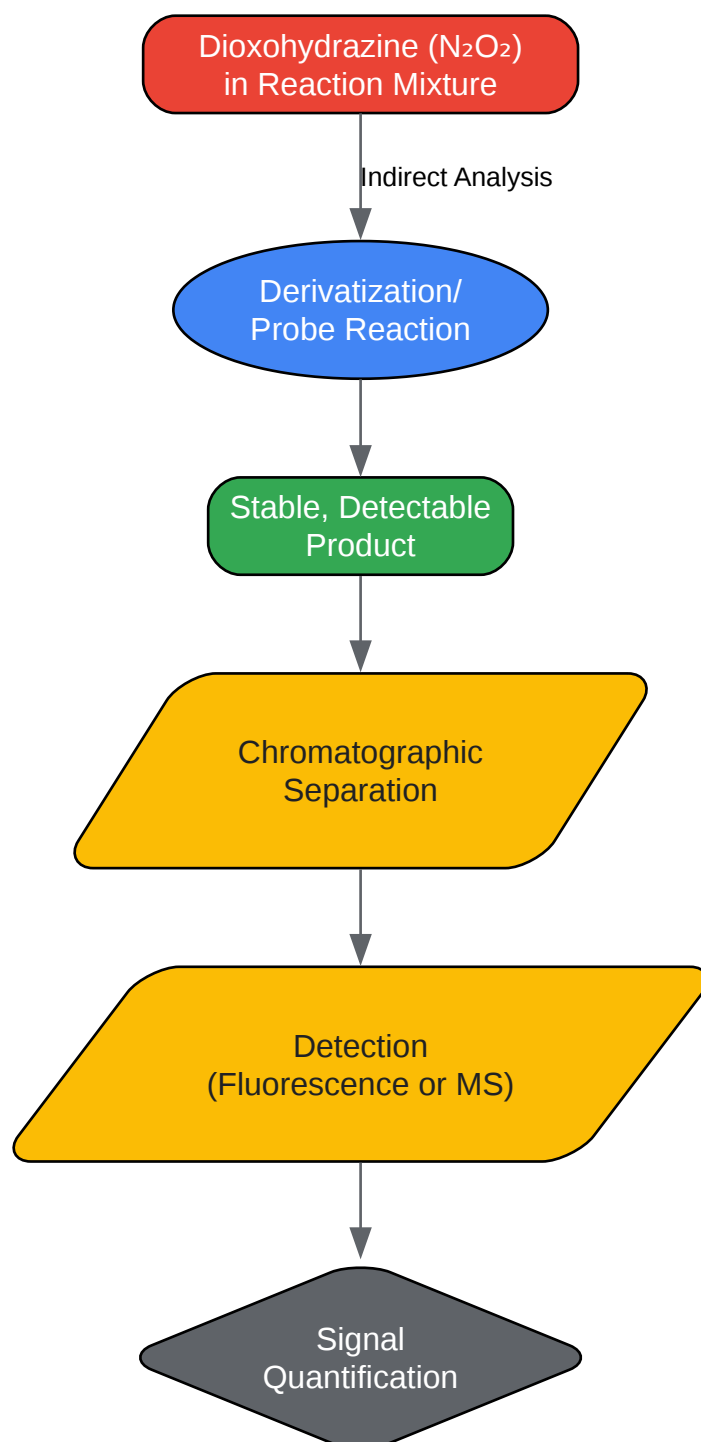 Dioxohydrazine (N₂O₂)
in Reaction Mixture
Indirect Analysis
Derivatization/
Probe Reaction
Stable, Detectable
Product
Chromatographic
Separation
Detection
(Fluorescence or MS)
Signal
Quantification